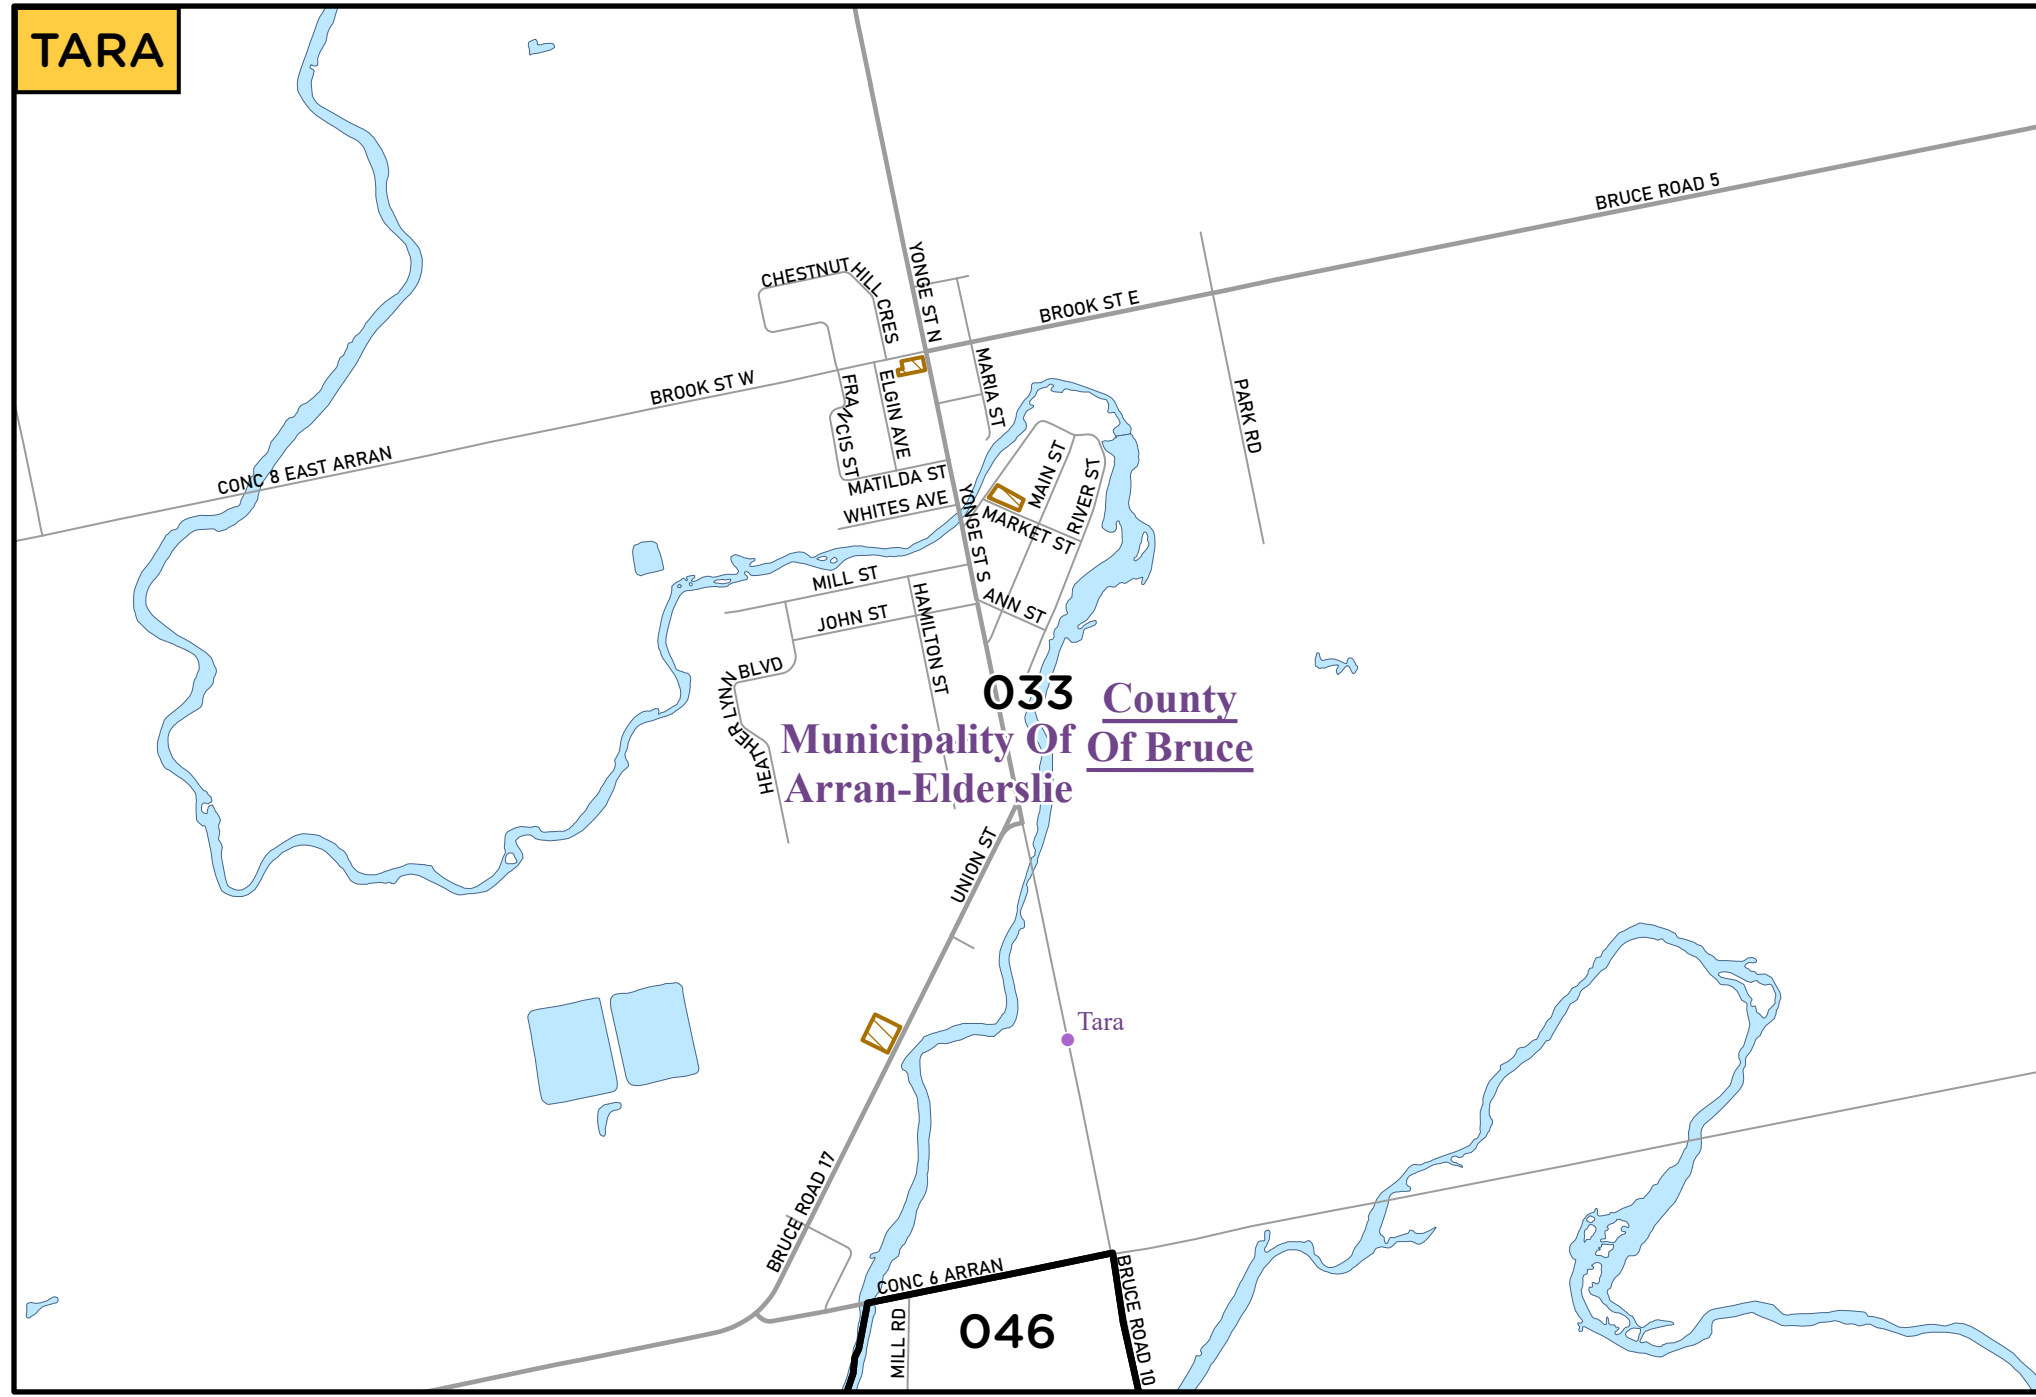 TARA
BRUCE ROAD 5
YONGE ST N
CHESTNUT HILL CRES
BROOK ST E
BROOK ST W
MARIA ST
FRANCIS ST
ELGIN AVE
PARK RD
CONC 8 EAST ARRAN
MATILDA ST
WHITES AVE
MAIN ST
RIVER ST
MARKET ST
YONGE ST S
MILL ST
HAMILTON ST
ANN ST
JOHN ST
HEATHER LYNN BLVD
033
County
Of Bruce
Municipality Of
Arran-Elderslie
UNION ST
Tara
BRUCE ROAD 17
CONC 6 ARRAN
MILL RD
046
BRUCE ROAD 10